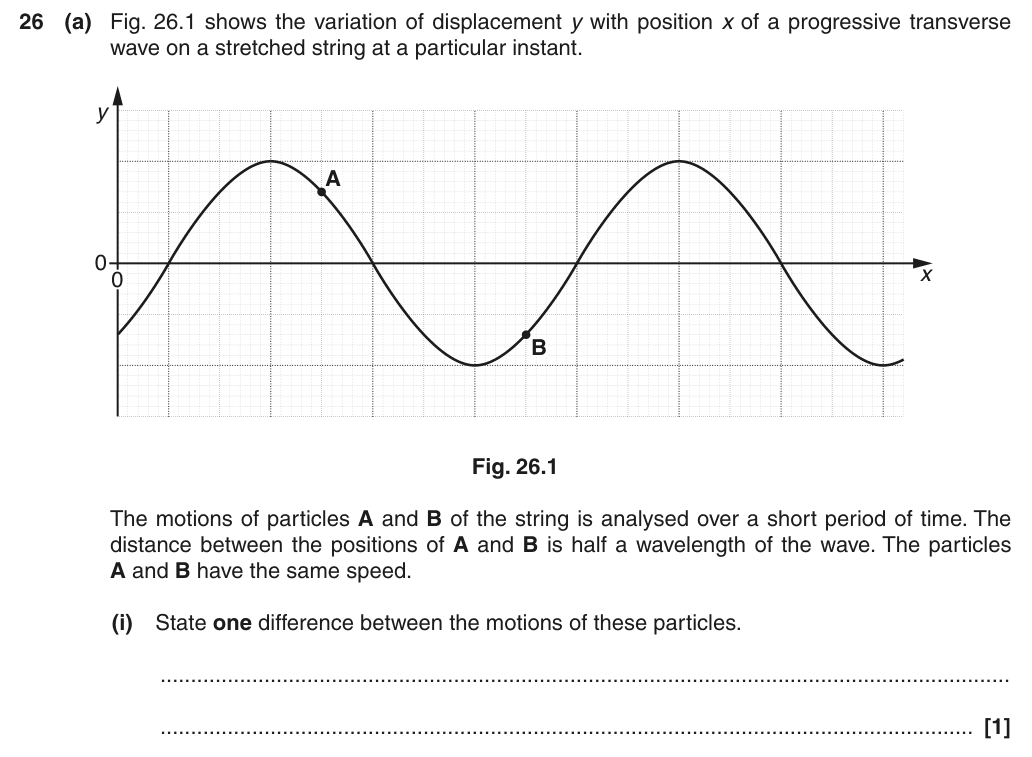 26 (a) Fig. 26.1 shows the variation of displacement y with position x of a progressive transverse
wave on a stretched string at a particular instant.
y
A
0
0
x
B
Fig. 26.1
The motions of particles A and B of the string is analysed over a short period of time. The
distance between the positions of A and B is half a wavelength of the wave. The particles
A and B have the same speed.
(i) State one difference between the motions of these particles.
....................................................................................................................................................
.............................................................................................................................................. [1]